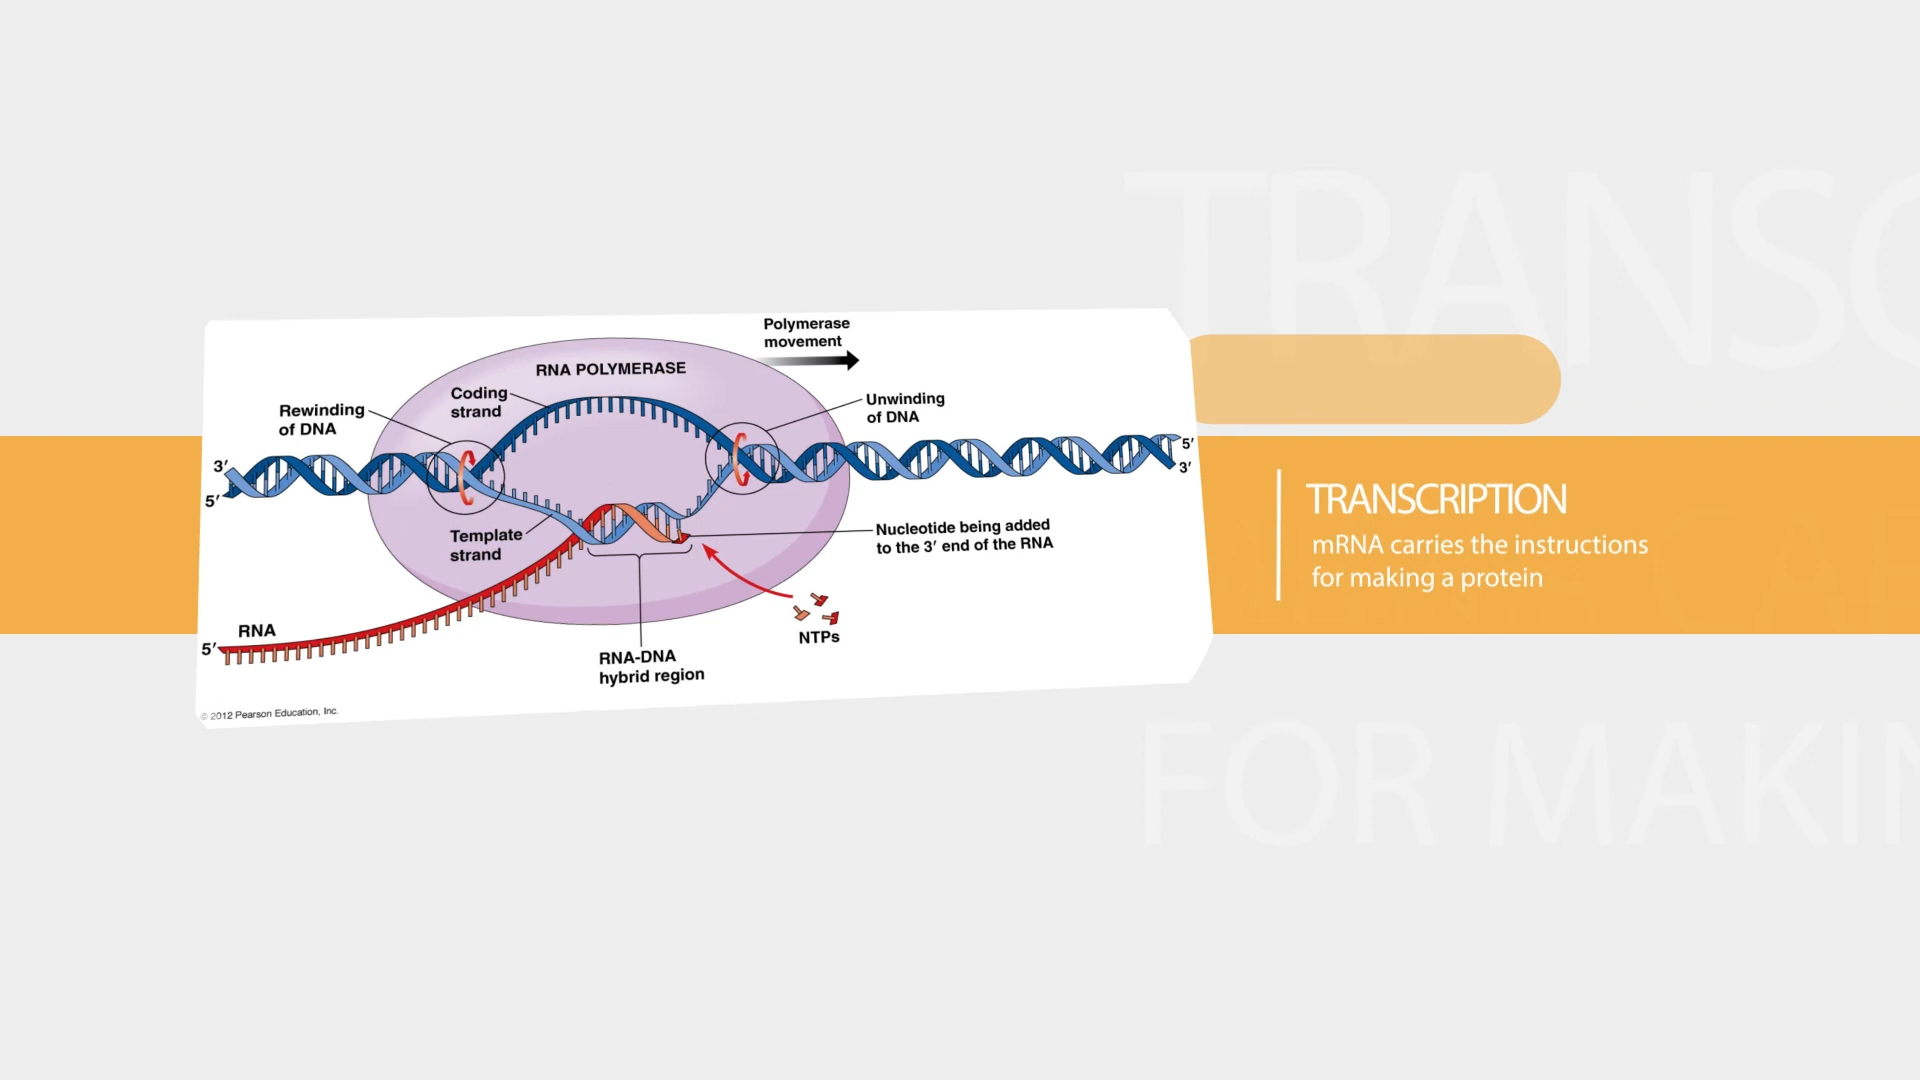 Polymerase
movement
RNA POLYMERASE
Coding
strand
Rewinding
of DNA
Unwinding
of DNA
3′
5′
5′
3′
Template
strand
Nucleotide being added
to the 3′ end of the RNA
RNA
5′
NTPs
RNA-DNA
hybrid region
© 2012 Pearson Education, Inc.
TRANSCRIPTION
mRNA carries the instructions
for making a protein
TRANSC
FOR MAKIN